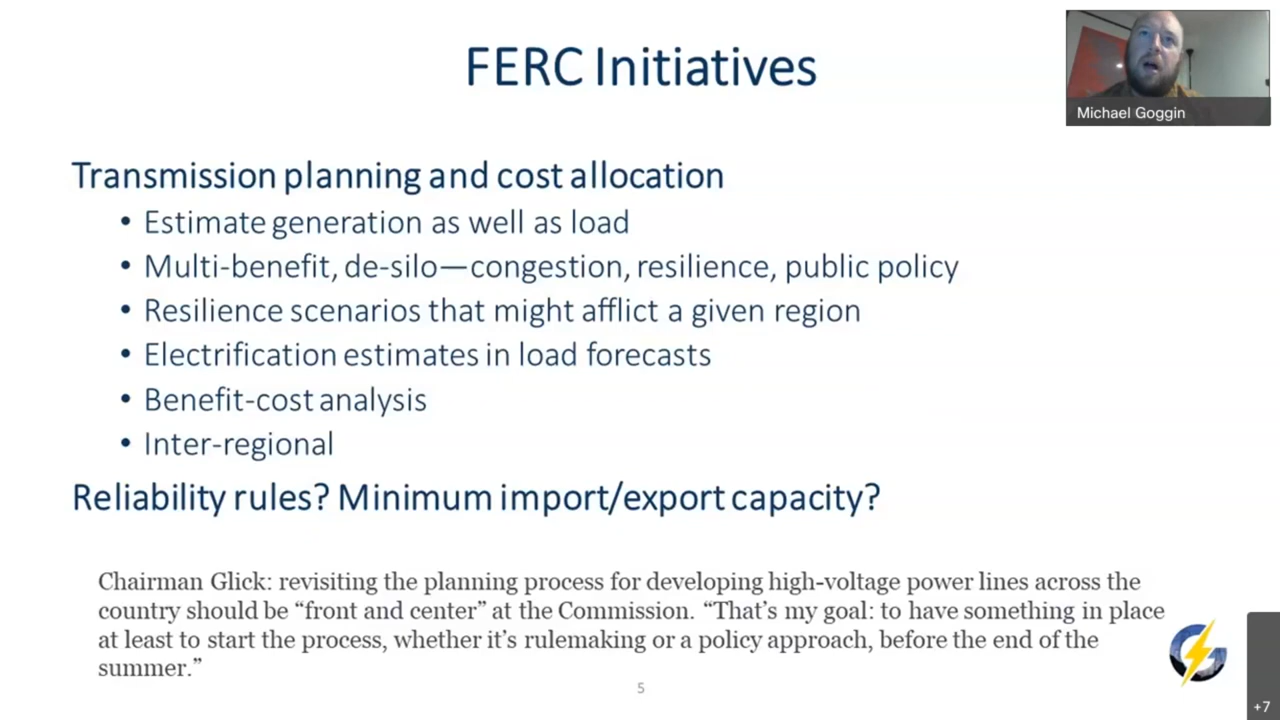 FERC Initiatives
Michael Goggin
Transmission planning and cost allocation
• Estimate generation as well as load
• Multi-benefit, de-silo—congestion, resilience, public policy
• Resilience scenarios that might afflict a given region
• Electrification estimates in load forecasts
• Benefit-cost analysis
• Inter-regional
Reliability rules? Minimum import/export capacity?
Chairman Glick: revisiting the planning process for developing high-voltage power lines across the
country should be “front and center” at the Commission. “That’s my goal: to have something in place
at least to start the process, whether it’s rulemaking or a policy approach, before the end of the
summer.”
5
+7